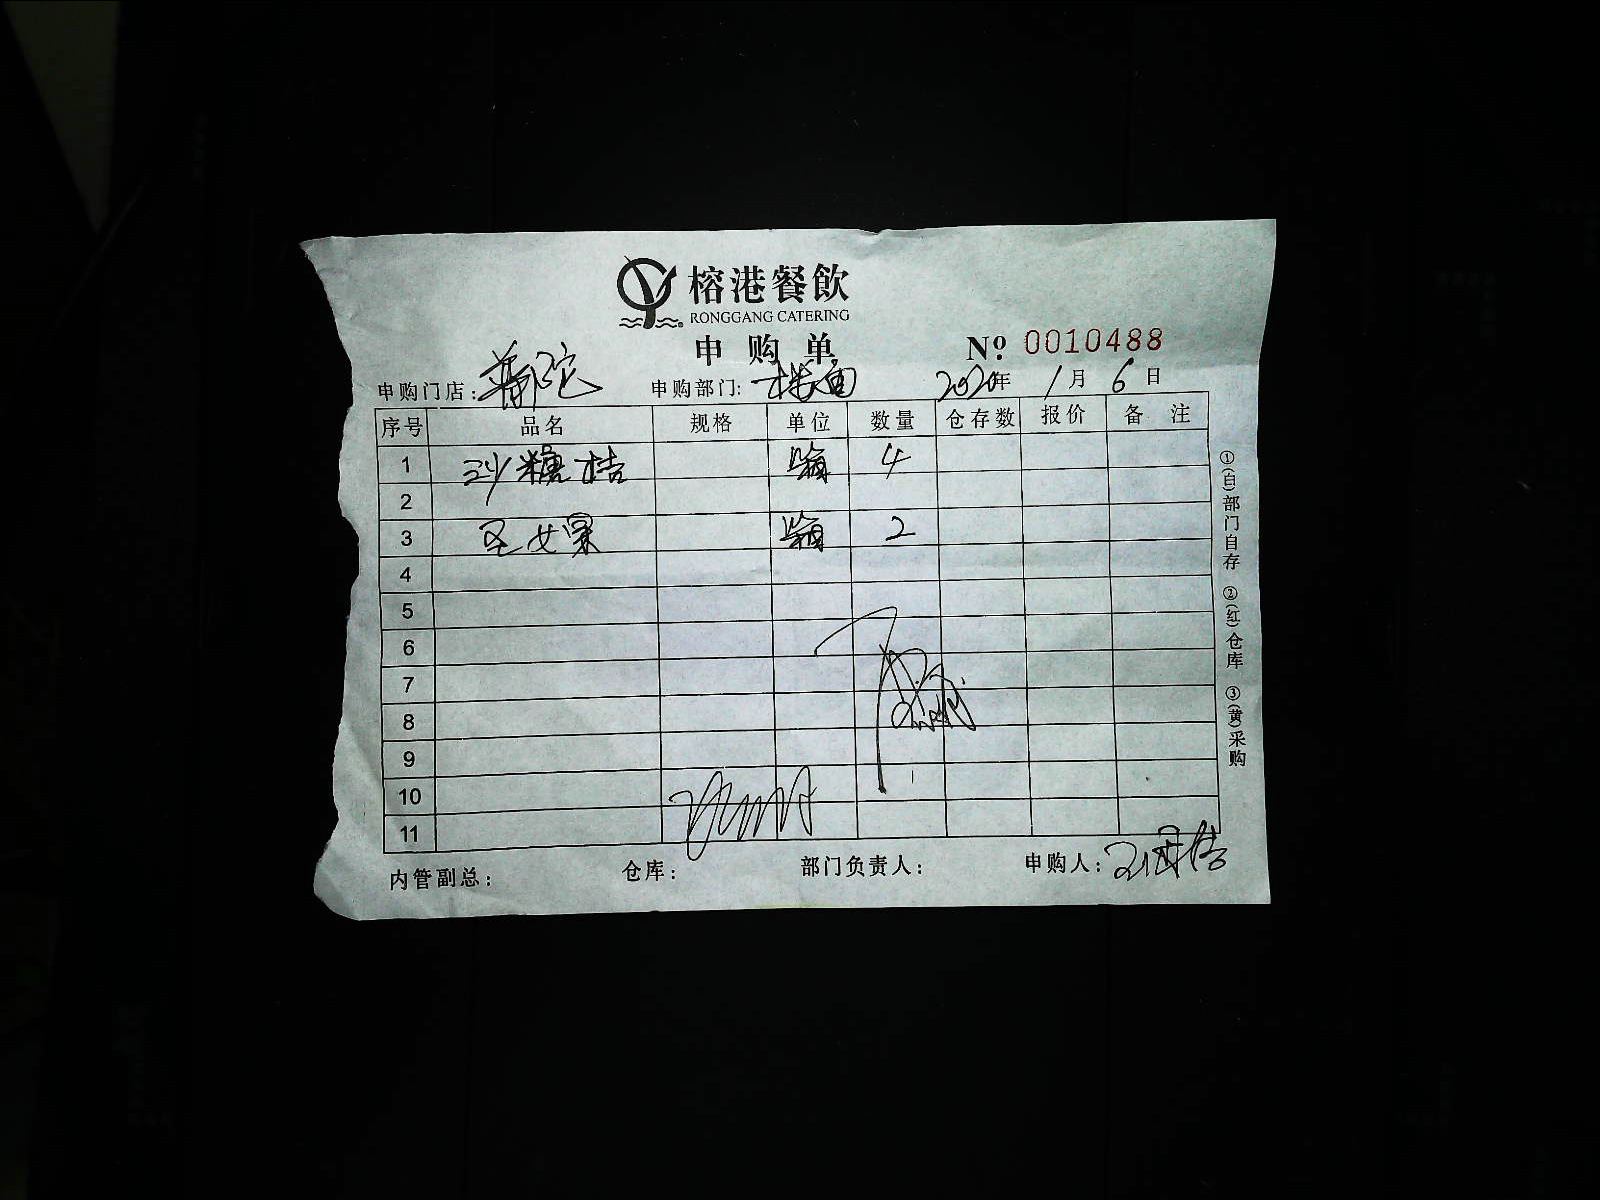 榕港餐飲
RONGGANG CATERING
申购单
№ 0010488
申购门店：普陀 申购部门：楼面 2020年 1月 6日
序号 品名 规格 单位 数量 仓存数 报价 备注
1 沙糖桔 箱 4
2
3 圣女果 箱 2
4
5
6
7
8
9
10
11
内管副总： 仓库： 部门负责人： 申购人：
①(白)部门自存 ②(红)仓库 ③(黄)采购